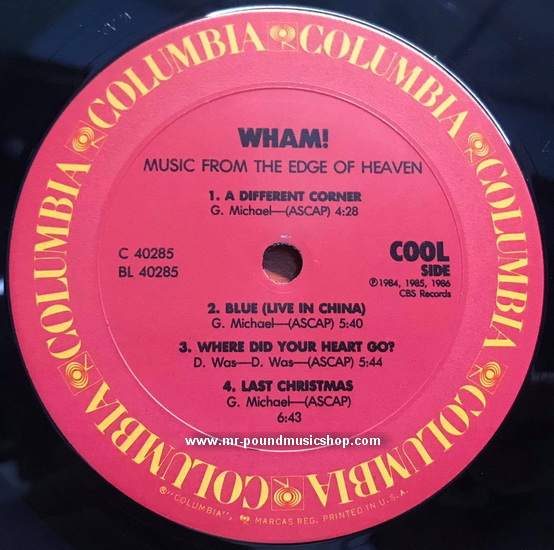 COLUMBIA COLUMBIA COLUMBIA COLUMBIA COLUMBIA COLUMBIA
WHAM!
MUSIC FROM THE EDGE OF HEAVEN
1. A DIFFERENT CORNER
G. Michael—(ASCAP) 4:28
C 40285
BL 40285
COOL
SIDE
℗1984, 1985, 1986
CBS Records
2. BLUE (LIVE IN CHINA)
G. Michael—(ASCAP) 5:40
3. WHERE DID YOUR HEART GO?
D. Was—D. Was—(ASCAP) 5:44
4. LAST CHRISTMAS
G. Michael—(ASCAP)
6:43
www.mr-poundmusicshop.com
®"COLUMBIA", MARCAS REG. PRINTED IN U.S.A.